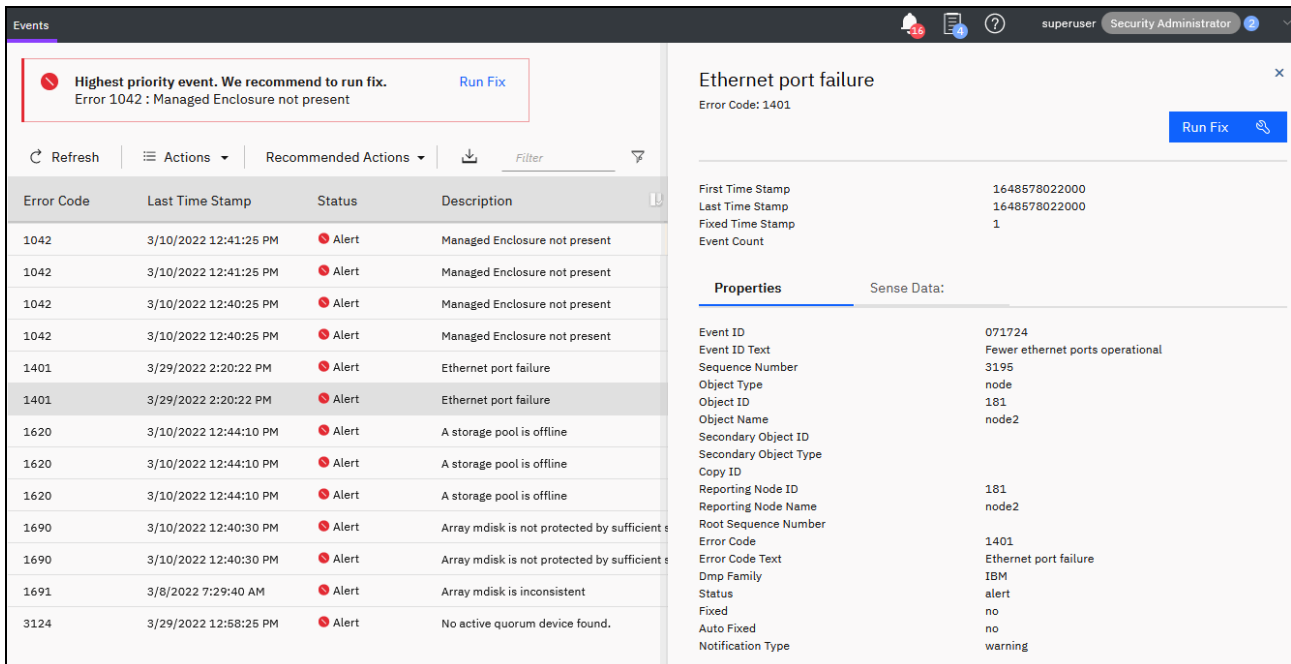 Events
16
4
superuser Security Administrator 2
Highest priority event. We recommend to run fix. Run Fix
Error 1042 : Managed Enclosure not present
Refresh Actions Recommended Actions Filter
Error Code Last Time Stamp Status Description
1042 3/10/2022 12:41:25 PM Alert Managed Enclosure not present
1042 3/10/2022 12:41:25 PM Alert Managed Enclosure not present
1042 3/10/2022 12:40:25 PM Alert Managed Enclosure not present
1042 3/10/2022 12:40:25 PM Alert Managed Enclosure not present
1401 3/29/2022 2:20:22 PM Alert Ethernet port failure
1401 3/29/2022 2:20:22 PM Alert Ethernet port failure
1620 3/10/2022 12:44:10 PM Alert A storage pool is offline
1620 3/10/2022 12:44:10 PM Alert A storage pool is offline
1620 3/10/2022 12:44:10 PM Alert A storage pool is offline
1690 3/10/2022 12:40:30 PM Alert Array mdisk is not protected by sufficient s
1690 3/10/2022 12:40:30 PM Alert Array mdisk is not protected by sufficient s
1691 3/8/2022 7:29:40 AM Alert Array mdisk is inconsistent
3124 3/29/2022 12:58:25 PM Alert No active quorum device found.
Ethernet port failure
Error Code: 1401
Run Fix
First Time Stamp 1648578022000
Last Time Stamp 1648578022000
Fixed Time Stamp 1
Event Count
Properties Sense Data:
Event ID 071724
Event ID Text Fewer ethernet ports operational
Sequence Number 3195
Object Type node
Object ID 181
Object Name node2
Secondary Object ID
Secondary Object Type
Copy ID
Reporting Node ID 181
Reporting Node Name node2
Root Sequence Number
Error Code 1401
Error Code Text Ethernet port failure
Dmp Family IBM
Status alert
Fixed no
Auto Fixed no
Notification Type warning